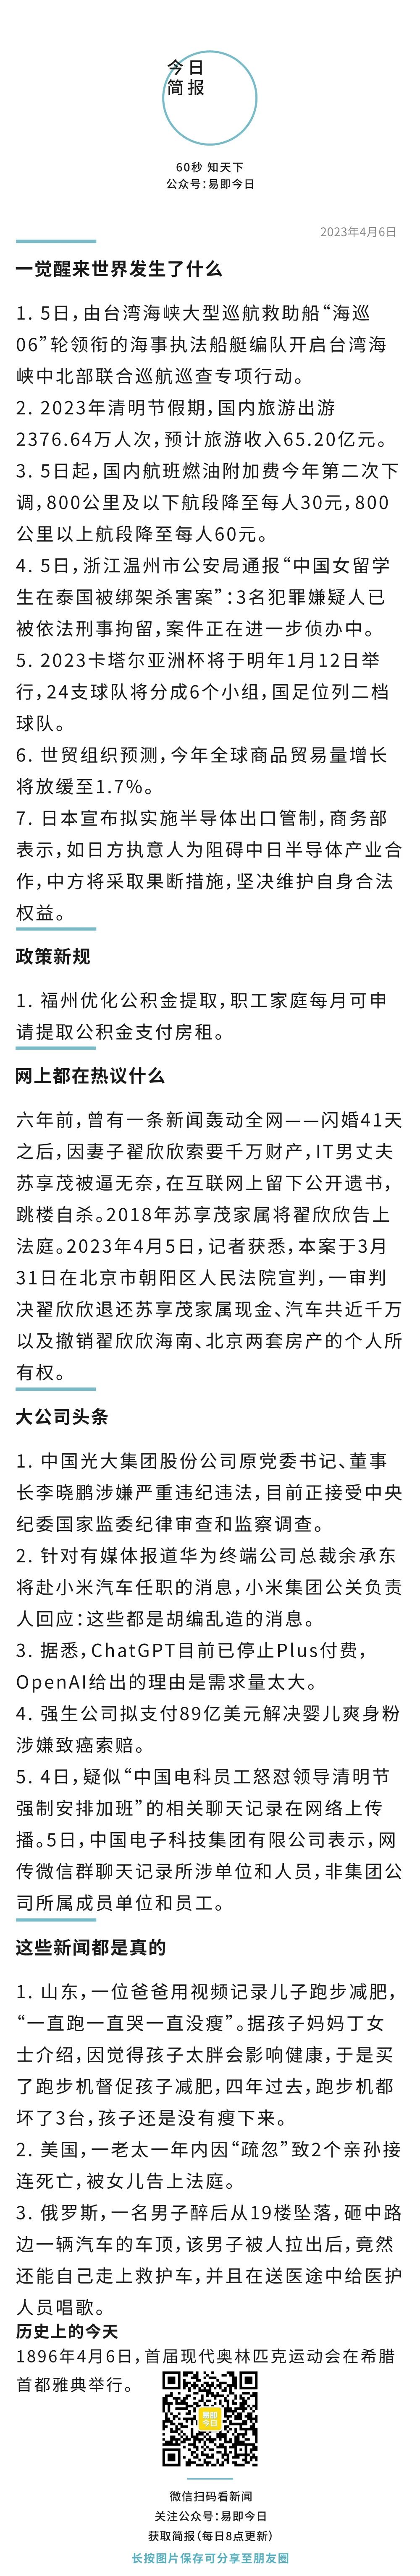 今日
简报
60秒 知天下
公众号：易即今日
2023年4月6日
一觉醒来世界发生了什么
1. 5日，由台湾海峡大型巡航救助船“海巡
06”轮领衔的海事执法船艇编队开启台湾海
峡中北部联合巡航巡查专项行动。
2. 2023年清明节假期，国内旅游出游
2376.64万人次，预计旅游收入65.20亿元。
3. 5日起，国内航班燃油附加费今年第二次下
调，800公里及以下航段降至每人30元，800
公里以上航段降至每人60元。
4. 5日，浙江温州市公安局通报“中国女留学
生在泰国被绑架杀害案”：3名犯罪嫌疑人已
被依法刑事拘留，案件正在进一步侦办中。
5. 2023卡塔尔亚洲杯将于明年1月12日举
行，24支球队将分成6个小组，国足位列二档
球队。
6. 世贸组织预测，今年全球商品贸易量增长
将放缓至1.7%。
7. 日本宣布拟实施半导体出口管制，商务部
表示，如日方执意人为阻碍中日半导体产业合
作，中方将采取果断措施，坚决维护自身合法
权益。
政策新规
1. 福州优化公积金提取，职工家庭每月可申
请提取公积金支付房租。
网上都在热议什么
六年前，曾有一条新闻轰动全网——闪婚41天
之后，因妻子翟欣欣索要千万财产，IT男丈夫
苏享茂被逼无奈，在互联网上留下公开遗书，
跳楼自杀。2018年苏享茂家属将翟欣欣告上
法庭。2023年4月5日，记者获悉，本案于3月
31日在北京市朝阳区人民法院宣判，一审判
决翟欣欣退还苏享茂家属现金、汽车共近千万
以及撤销翟欣欣海南、北京两套房产的个人所
有权。
大公司头条
1. 中国光大集团股份公司原党委书记、董事
长李晓鹏涉嫌严重违纪违法，目前正接受中央
纪委国家监委纪律审查和监察调查。
2. 针对有媒体报道华为终端公司总裁余承东
将赴小米汽车任职的消息，小米集团公关负责
人回应：这些都是胡编乱造的消息。
3. 据悉，ChatGPT目前已停止Plus付费，
OpenAI给出的理由是需求量太大。
4. 强生公司拟支付89亿美元解决婴儿爽身粉
涉嫌致癌索赔。
5. 4日，疑似“中国电科员工怒怼领导清明节
强制安排加班”的相关聊天记录在网络上传
播。5日，中国电子科技集团有限公司表示，网
传微信群聊天记录所涉单位和人员，非集团公
司所属成员单位和员工。
这些新闻都是真的
1. 山东，一位爸爸用视频记录儿子跑步减肥，
“一直跑一直哭一直没瘦”。据孩子妈妈丁女
士介绍，因觉得孩子太胖会影响健康，于是买
了跑步机督促孩子减肥，四年过去，跑步机都
坏了3台，孩子还是没有瘦下来。
2. 美国，一老太一年内因“疏忽”致2个亲孙接
连死亡，被女儿告上法庭。
3. 俄罗斯，一名男子醉后从19楼坠落，砸中路
边一辆汽车的车顶，该男子被人拉出后，竟然
还能自己走上救护车，并且在送医途中给医护
人员唱歌。
历史上的今天
1896年4月6日，首届现代奥林匹克运动会在希腊
首都雅典举行。
易即
今日
微信扫码看新闻
关注公众号：易即今日
获取简报（每日8点更新）
长按图片保存可分享至朋友圈